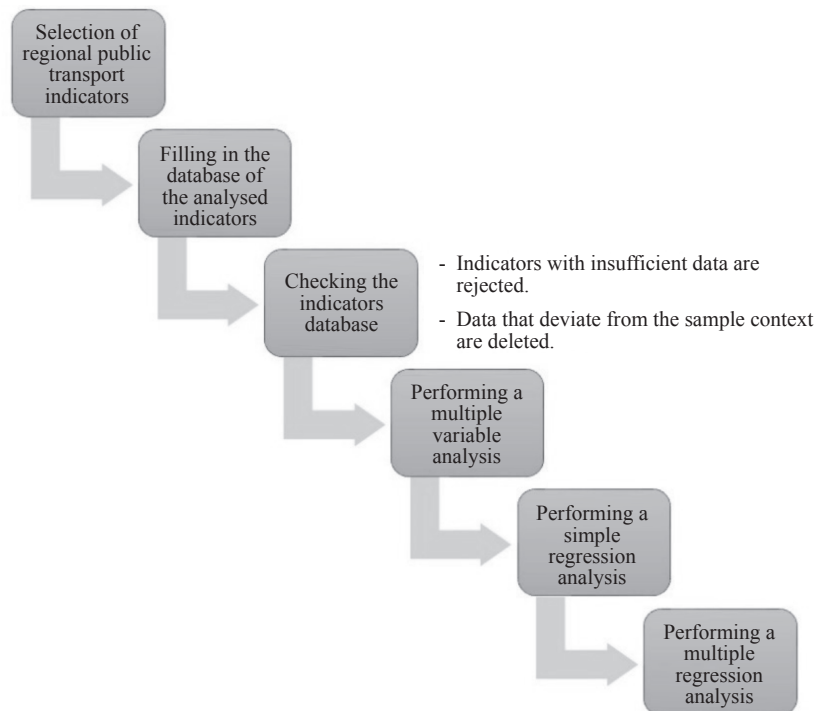 Selection of
regional public
transport
indicators
Filling in the
database of
the analysed
indicators
Checking the
indicators
database
- Indicators with insufficient data are
rejected.
- Data that deviate from the sample context
are deleted.
Performing a
multiple
variable
analysis
Performing a
simple
regression
analysis
Performing a
multiple
regression
analysis